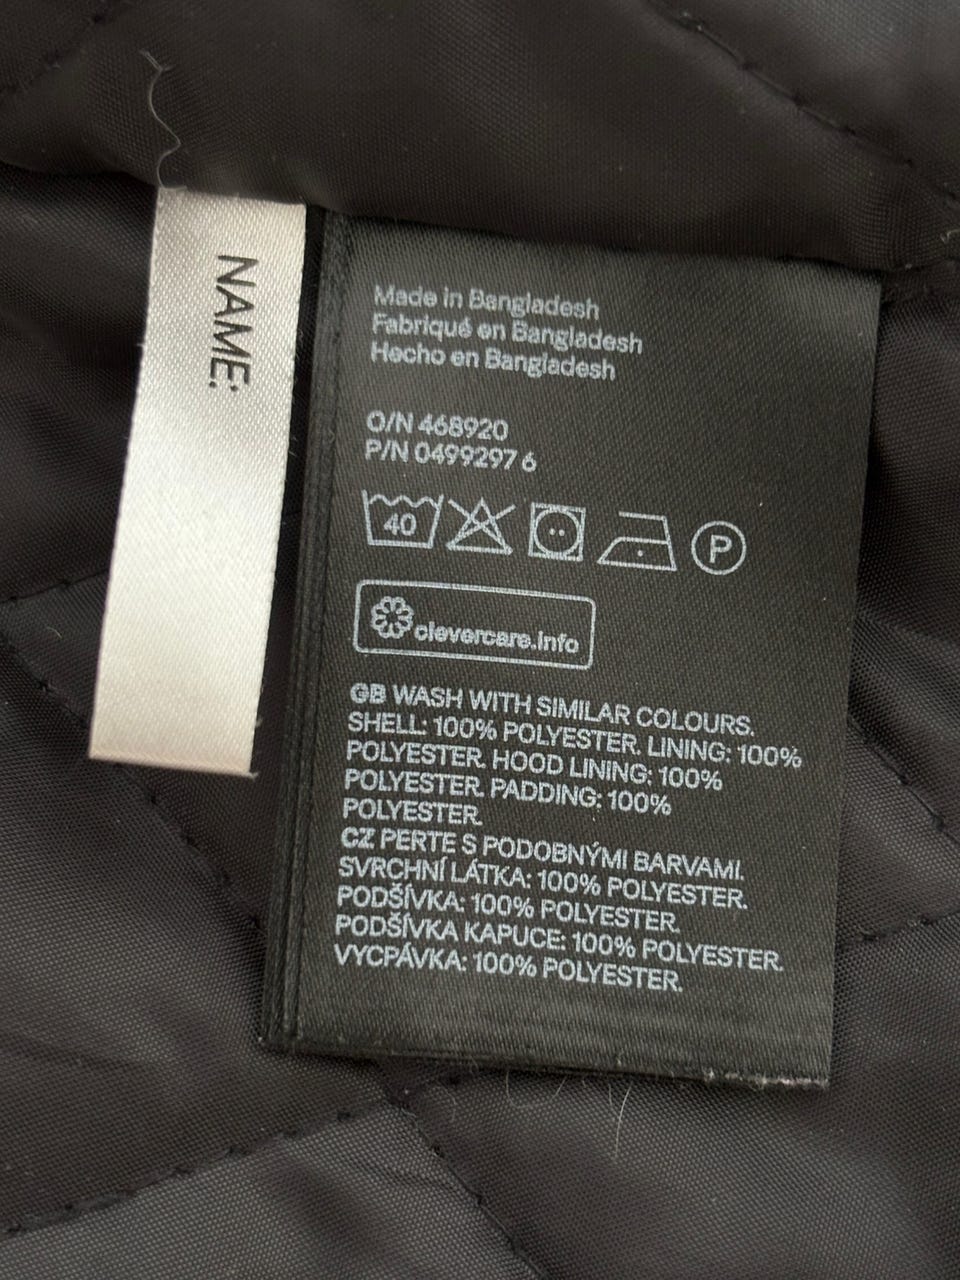 NAME:
Made in Bangladesh
Fabriqué en Bangladesh
Hecho en Bangladesh
O/N 468920
P/N 0499297 6
40
P
clevercare.info
GB WASH WITH SIMILAR COLOURS.
SHELL: 100% POLYESTER. LINING: 100%
POLYESTER. HOOD LINING: 100%
POLYESTER. PADDING: 100%
POLYESTER.
CZ PERTE S PODOBNÝMI BARVAMI.
SVRCHNÍ LÁTKA: 100% POLYESTER.
PODŠÍVKA: 100% POLYESTER.
PODŠÍVKA KAPUCE: 100% POLYESTER.
VYCPÁVKA: 100% POLYESTER.